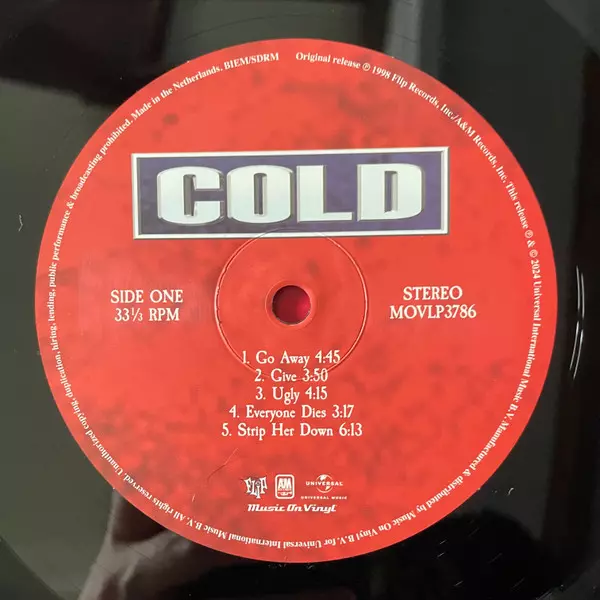 Unauthorized copying, duplication, hiring, lending, public performance & broadcasting prohibited. Made in the Netherlands. BIEM/SDRM
Original release ℗ 1998 Flip Records, Inc/A&M Records, Inc. This release ℗ & © 2024 Universal International Music B.V. Manufactured & distributed by Music On Vinyl B.V. for Universal International Music B.V. All rights reserved.
COLD
SIDE ONE
33⅓ RPM
STEREO
MOVLP3786
1. Go Away 4:45
2. Give 3:50
3. Ugly 4:15
4. Everyone Dies 3:17
5. Strip Her Down 6:13
FLiP
A&M
RECORDS
UNIVERSAL
UNIVERSAL MUSIC
Music On Vinyl